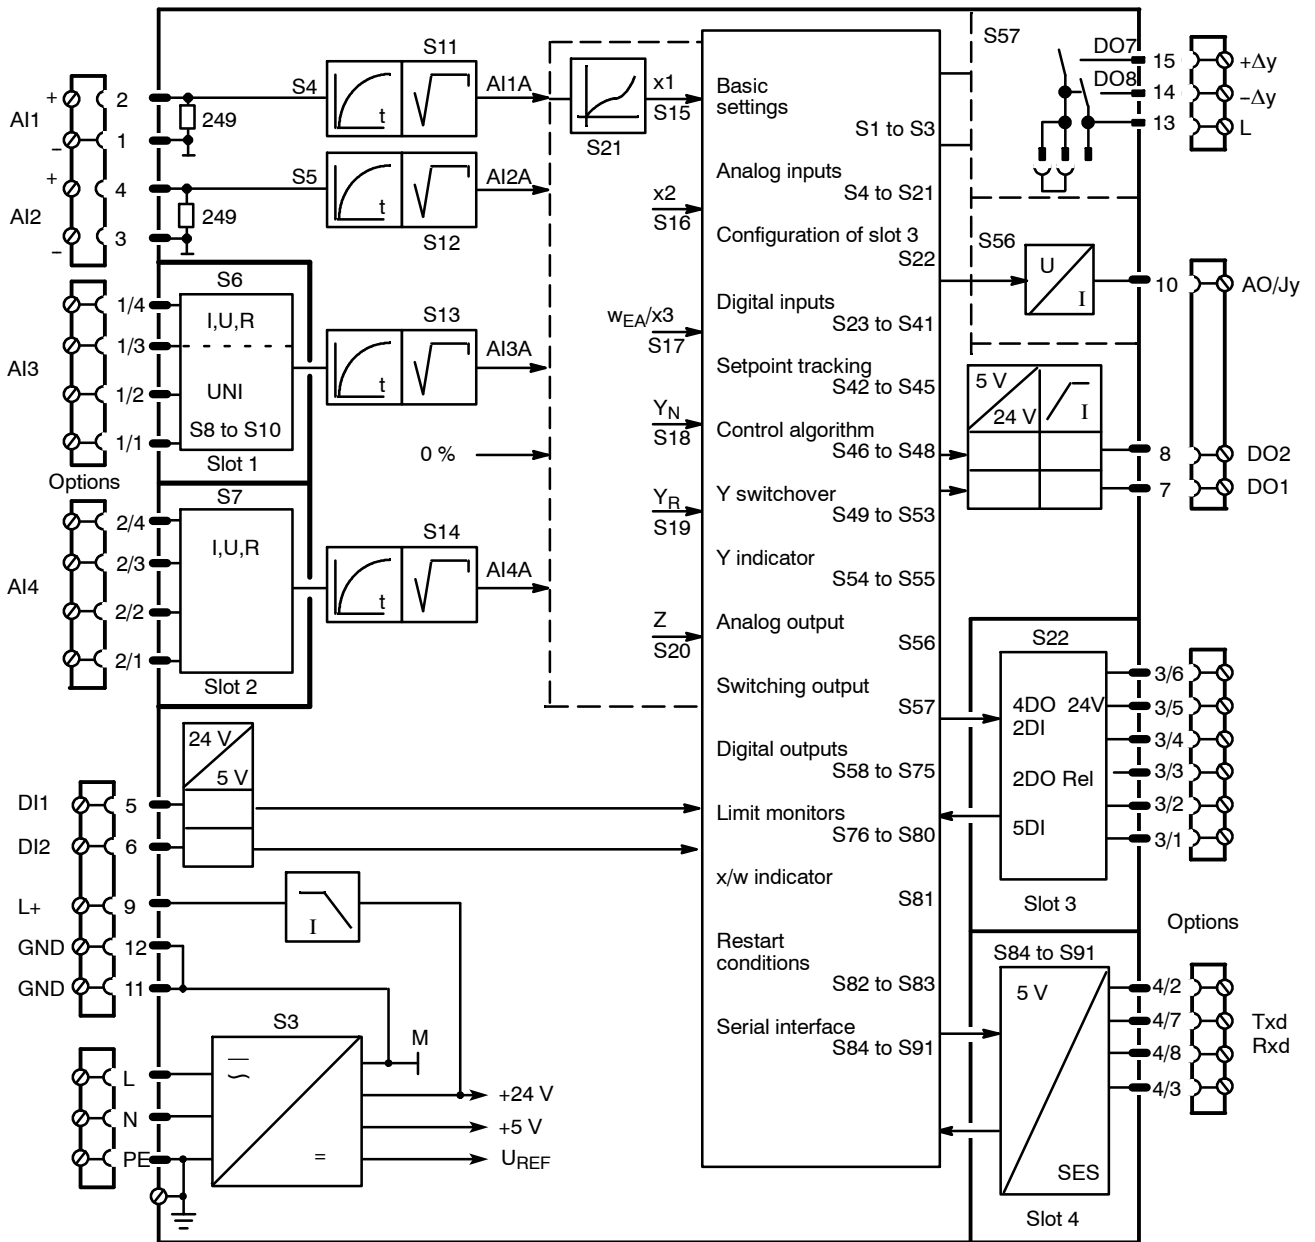 S57
DO7
15
+Δy
DO8
14
−Δy
13
L
S11
S4
t
AI1A
x1
S15
S21
AI1
+
2
249
−
1
S5
t
AI2A
S12
AI2
+
4
249
−
3
x2
S16
Basic
settings
S1 to S3
Analog inputs
S4 to S21
Configuration of slot 3
S22
Digital inputs
S23 to S41
Setpoint tracking
S42 to S45
Control algorithm
S46 to S48
Y switchover
S49 to S53
Y indicator
S54 to S55
Analog output
S56
Switching output
S57
Digital outputs
S58 to S75
Limit monitors
S76 to S80
x/w indicator
S81
Restart
conditions
S82 to S83
Serial interface
S84 to S91
S56
U
I
10
AO/Jy
5 V
24 V
I
8
DO2
7
DO1
AI3
1/4
1/3
1/2
1/1
S6
I,U,R
UNI
S8 to S10
Slot 1
S13
t
AI3A
wEA/x3
S17
YN
S18
0 %
YR
S19
Options
AI4
2/4
2/3
2/2
2/1
S7
I,U,R
Slot 2
S14
t
AI4A
Z
S20
S22
4DO 24V
2DI
2DO Rel
5DI
Slot 3
3/6
3/5
3/4
3/3
3/2
3/1
Options
24 V
5 V
DI1
5
DI2
6
L+
9
I
GND
12
GND
11
S3
=
M
L
N
PE
+24 V
+5 V
UREF
S84 to S91
5 V
SES
Slot 4
4/2
4/7
4/8
4/3
Txd
Rxd